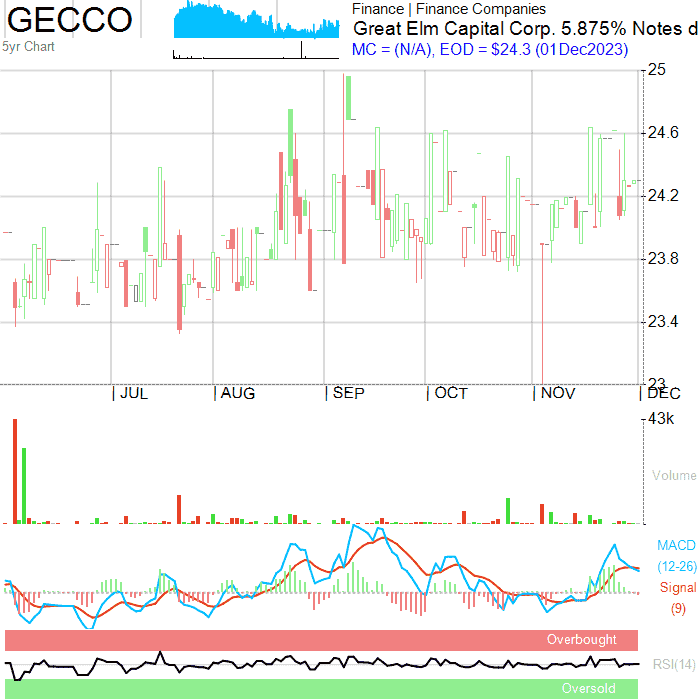 GECCO
5yr Chart
Finance | Finance Companies
Great Elm Capital Corp. 5.875% Notes d
MC = (N/A), EOD = $24.3 (01Dec2023)
25
24.6
24.2
23.8
23.4
23
| JUL | AUG | SEP | OCT | NOV | DEC
43k
Volume
MACD
(12-26)
Signal
(9)
Overbought
RSI(14)
Oversold